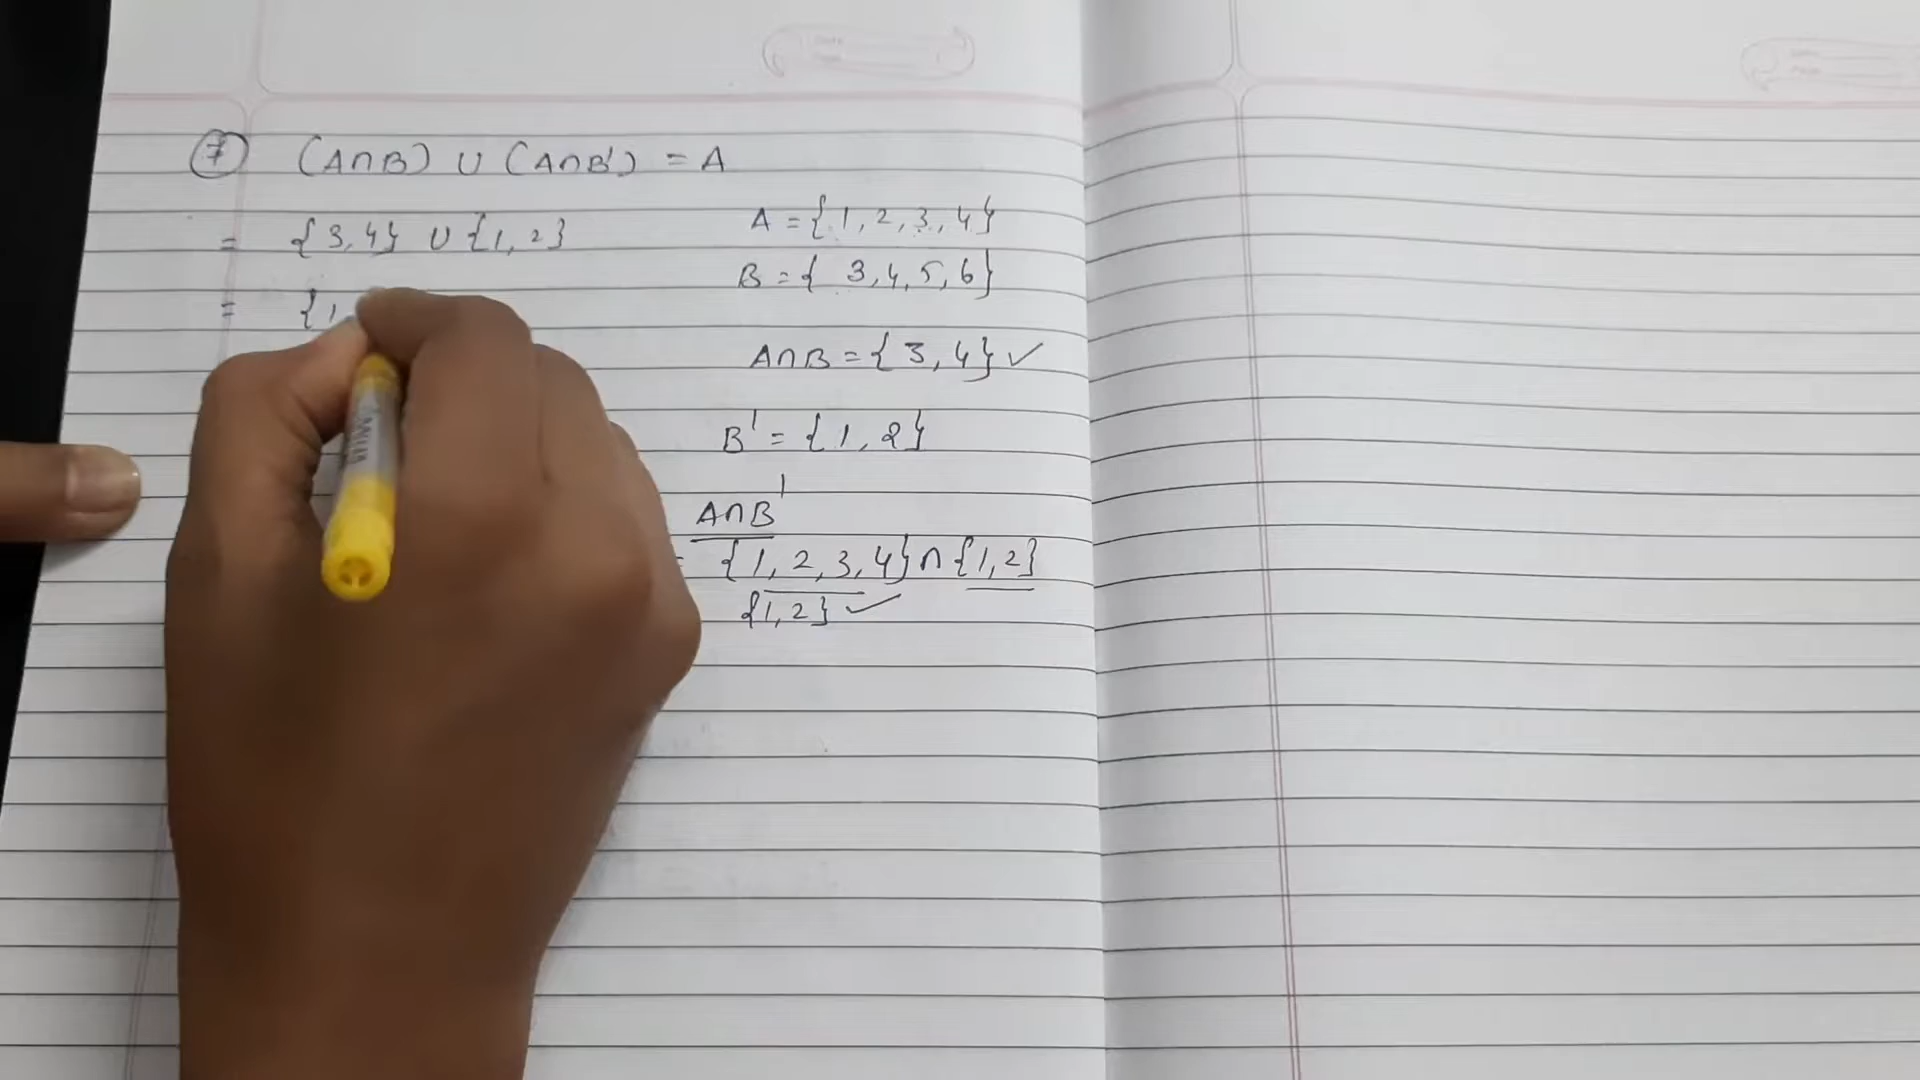 ⑦ (A∩B) ∪ (A∩B') = A
= {3,4} ∪ {1,2}
= {1,
A = {1,2,3,4}
B = { 3,4,5,6}
A∩B = {3,4} ✓
B' = {1,2}
A∩B'
= {1,2,3,4} ∩ {1,2}
{1,2} ✓